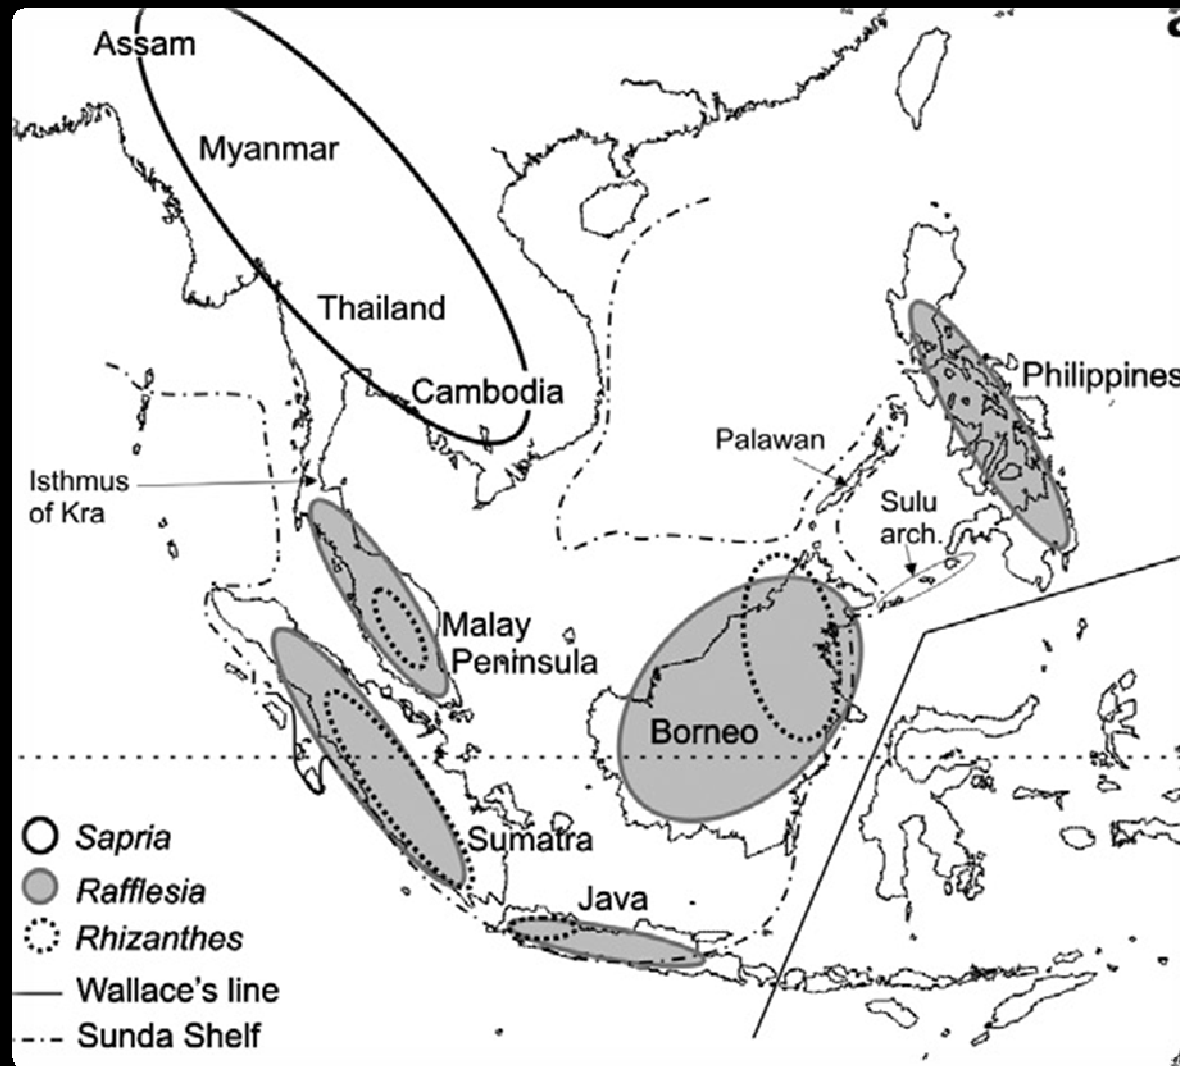 Assam
Myanmar
Thailand
Cambodia
Philippines
Palawan
Isthmus
of Kra
Sulu
arch.
Malay
Peninsula
Borneo
Sumatra
Java
Sapria
Rafflesia
Rhizanthes
Wallace's line
Sunda Shelf